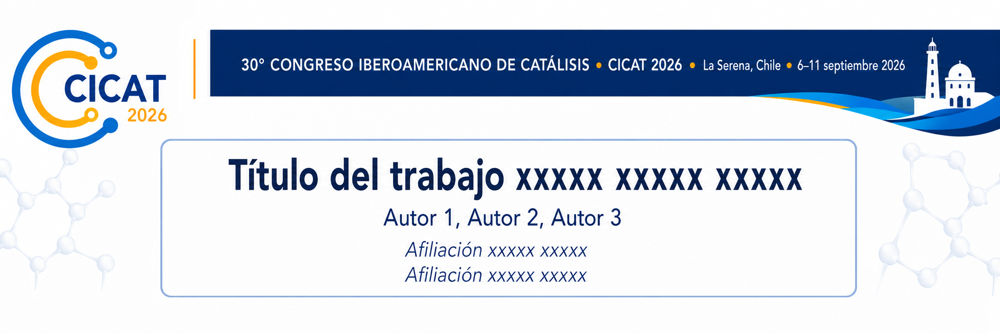 CICAT
2026
30° CONGRESO IBEROAMERICANO DE CATÁLISIS • CICAT 2026 • La Serena, Chile • 6–11 septiembre 2026
Título del trabajo xxxxx xxxxx xxxxx
Autor 1, Autor 2, Autor 3
Afiliación xxxxx xxxxx
Afiliación xxxxx xxxxx